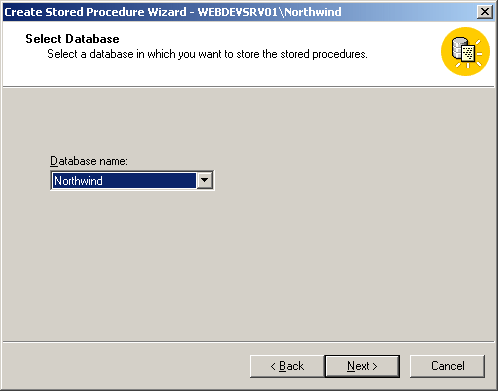 Create Stored Procedure Wizard - WEBDEVSRV01\Northwind
Select Database
Select a database in which you want to store the stored procedures.
Database name:
Northwind
< Back
Next >
Cancel